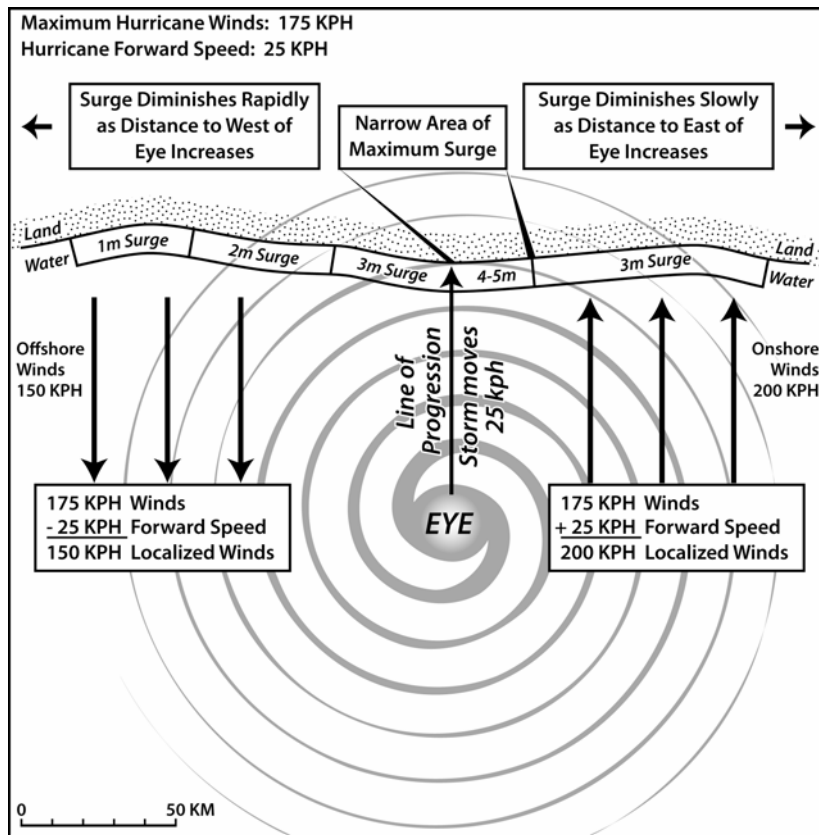 Maximum Hurricane Winds: 175 KPH
Hurricane Forward Speed: 25 KPH
Surge Diminishes Rapidly
as Distance to West of
Eye Increases
Narrow Area of
Maximum Surge
Surge Diminishes Slowly
as Distance to East of
Eye Increases
Land
Water
1m Surge
2m Surge
3m Surge
4-5m
3m Surge
Land
Water
Offshore
Winds
150 KPH
Line of
Progression
Storm moves
25 kph
Onshore
Winds
200 KPH
175 KPH Winds
- 25 KPH Forward Speed
150 KPH Localized Winds
EYE
175 KPH Winds
+ 25 KPH Forward Speed
200 KPH Localized Winds
0 50 KM